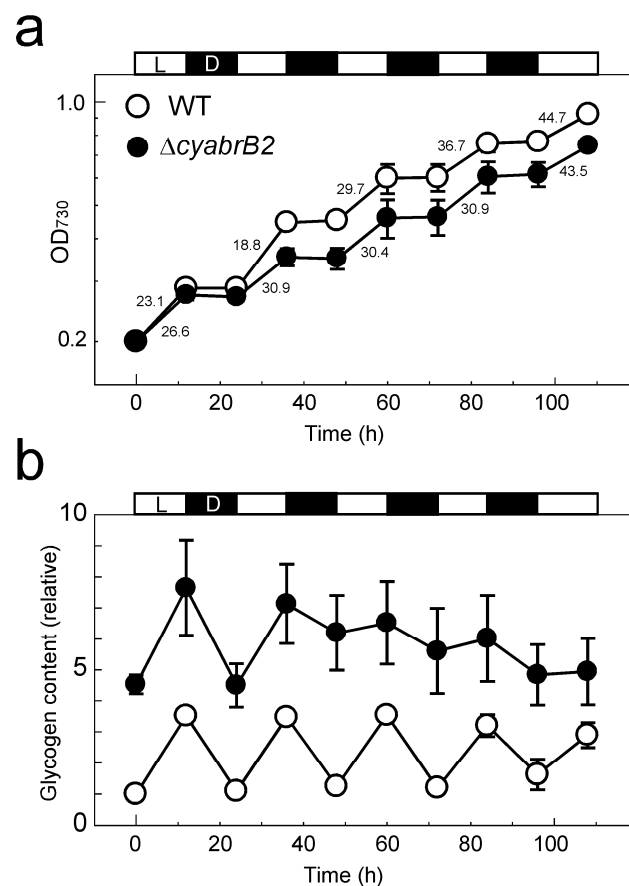 a
L D
1.0
WT
ΔcyabrB2
44.7
36.7
43.5
29.7
30.9
18.8
30.4
30.9
23.1
26.6
0.2
OD730
0 20 40 60 80 100
Time (h)
b
L D
10
5
0
Glycogen content (relative)
0 20 40 60 80 100
Time (h)